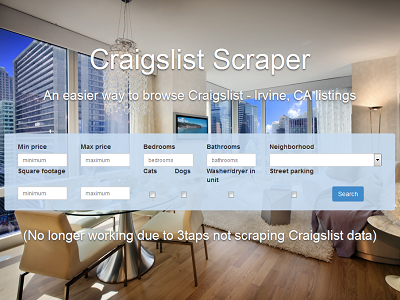 Craigslist Scraper
An easier way to browse Craigslist - Irvine, CA listings
Min price Max price Bedrooms Bathrooms Neighborhood
minimum maximum bedrooms bathrooms
Square footage Cats Dogs Washer/dryer in unit Street parking
minimum maximum Search
(No longer working due to 3taps not scraping Craigslist data)